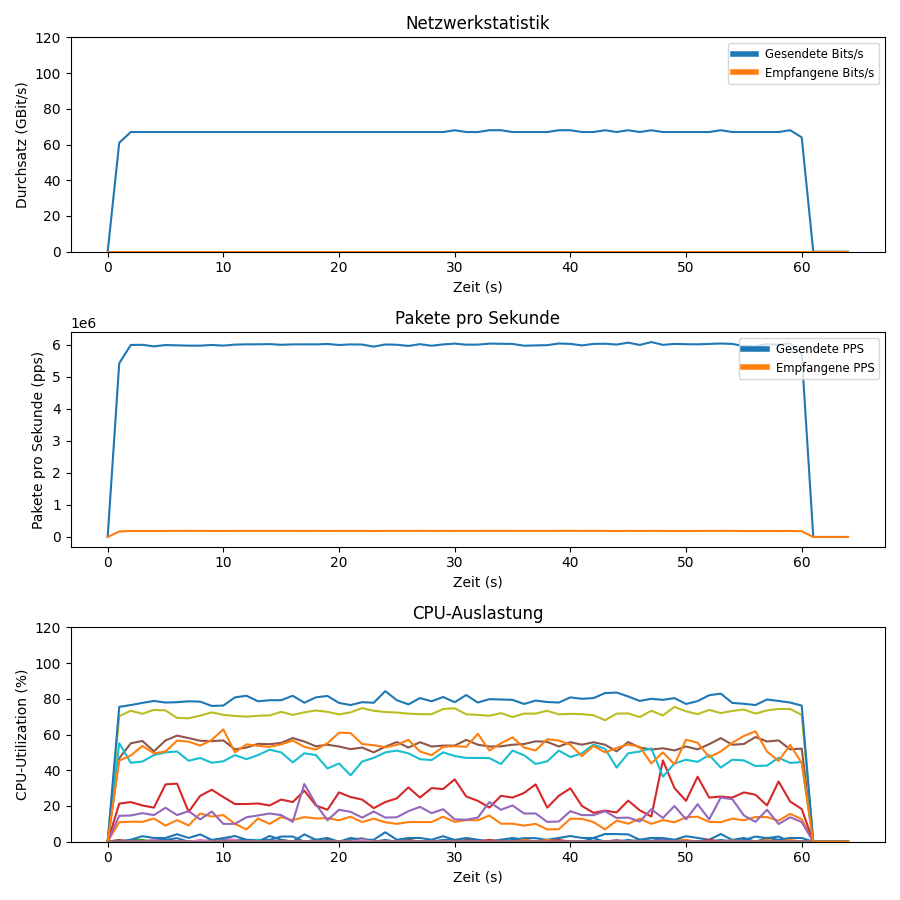 Netzwerkstatistik
120
100
80
60
40
20
0
Durchsatz (GBit/s)
Gesendete Bits/s
Empfangene Bits/s
0 10 20 30 40 50 60
Zeit (s)
Pakete pro Sekunde
1e6
6
5
4
3
2
1
0
Pakete pro Sekunde (pps)
Gesendete PPS
Empfangene PPS
0 10 20 30 40 50 60
Zeit (s)
CPU-Auslastung
120
100
80
60
40
20
0
CPU-Utilization (%)
0 10 20 30 40 50 60
Zeit (s)